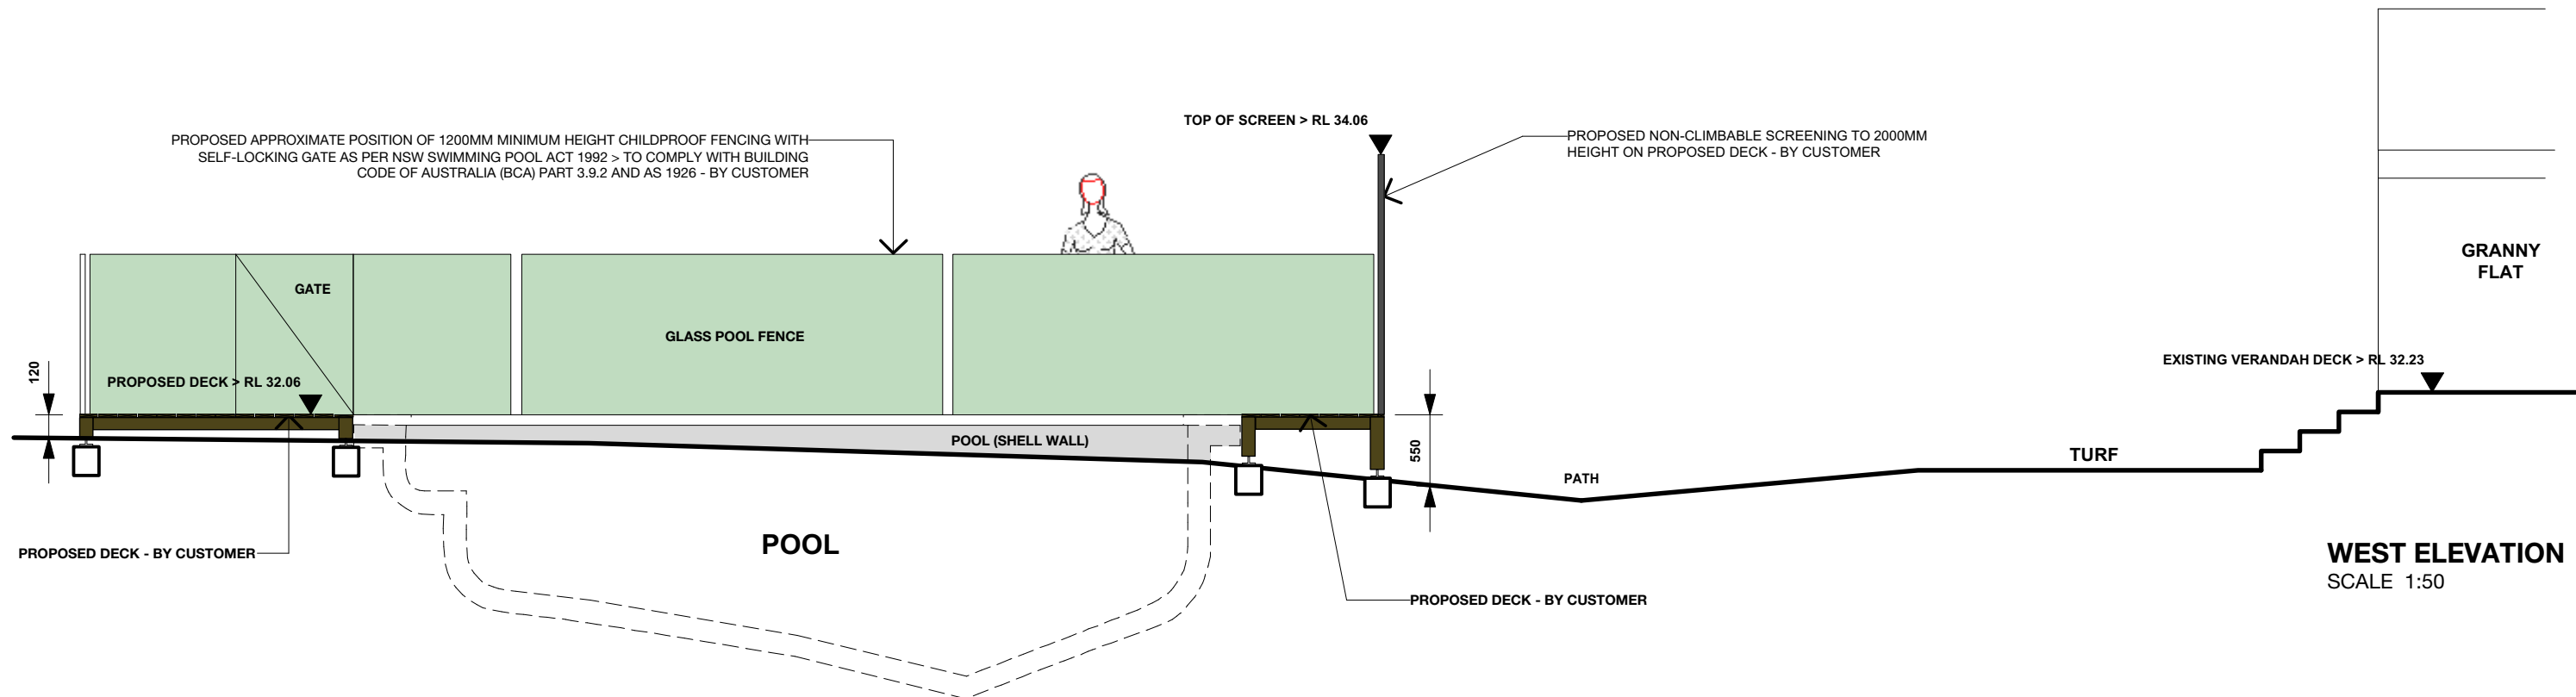 TOP OF SCREEN > RL 34.06
PROPOSED APPROXIMATE POSITION OF 1200MM MINIMUM HEIGHT CHILDPROOF FENCING WITH
SELF-LOCKING GATE AS PER NSW SWIMMING POOL ACT 1992 > TO COMPLY WITH BUILDING
CODE OF AUSTRALIA (BCA) PART 3.9.2 AND AS 1926 - BY CUSTOMER
PROPOSED NON-CLIMBABLE SCREENING TO 2000MM
HEIGHT ON PROPOSED DECK - BY CUSTOMER
GRANNY
FLAT
GATE
GLASS POOL FENCE
EXISTING VERANDAH DECK > RL 32.23
120
PROPOSED DECK > RL 32.06
POOL (SHELL WALL)
550
TURF
PATH
POOL
PROPOSED DECK - BY CUSTOMER
WEST ELEVATION
SCALE 1:50
PROPOSED DECK - BY CUSTOMER